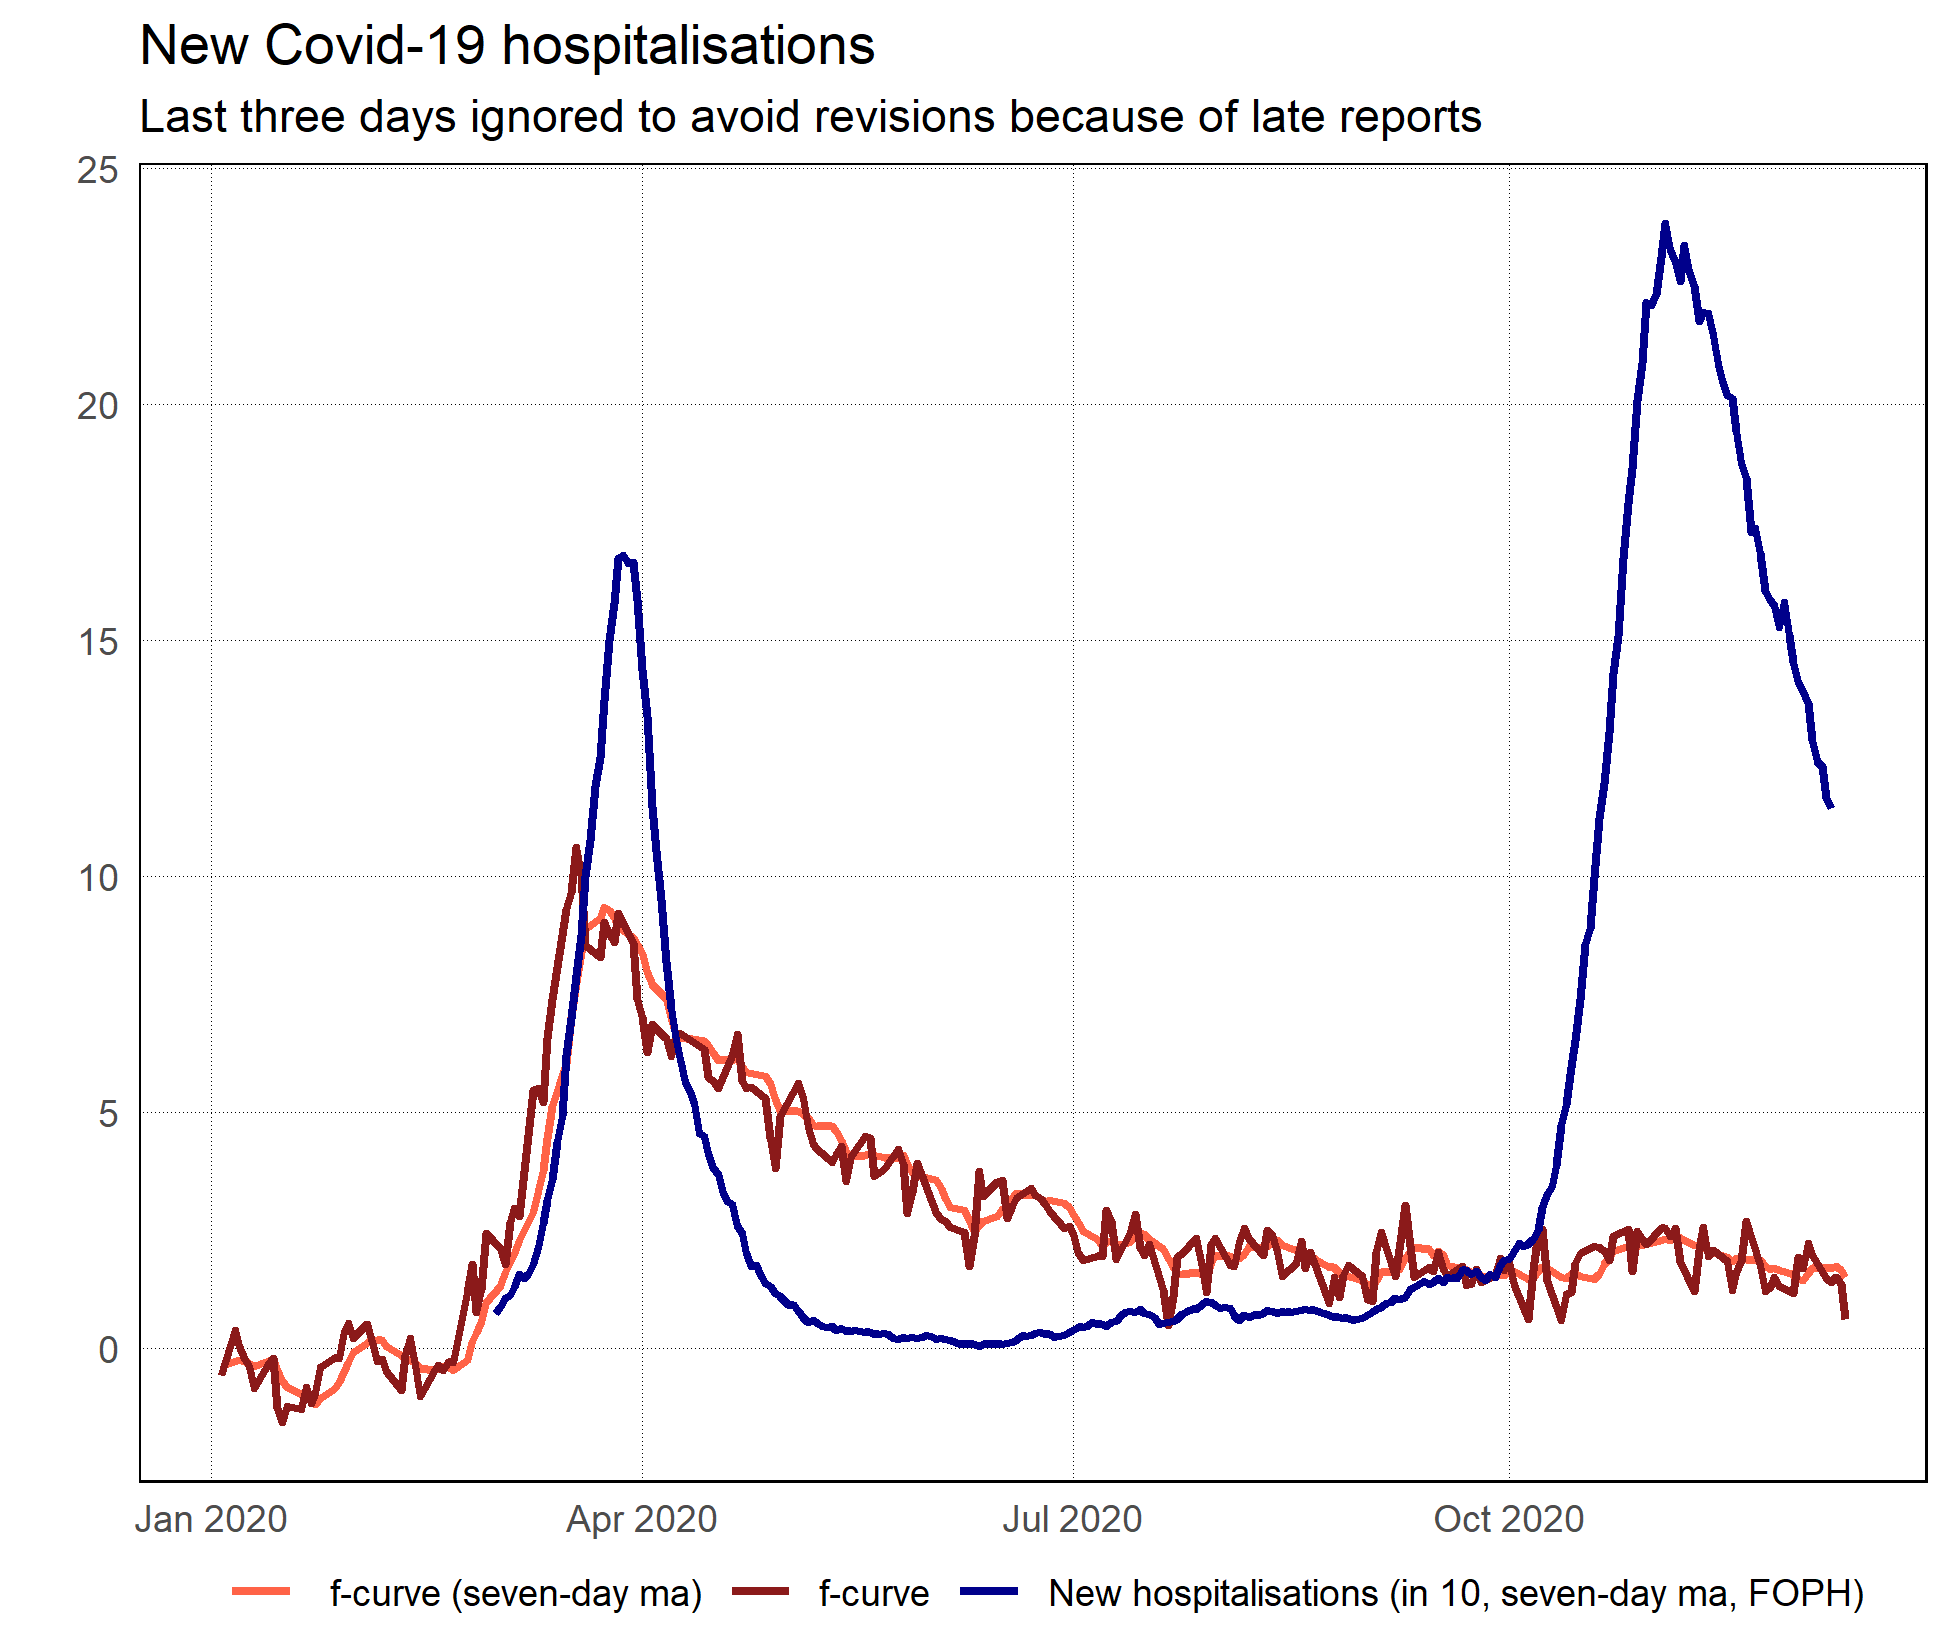 New Covid-19 hospitalisations
Last three days ignored to avoid revisions because of late reports
25
20
15
10
5
0
Jan 2020 Apr 2020 Jul 2020 Oct 2020
f-curve (seven-day ma) f-curve New hospitalisations (in 10, seven-day ma, FOPH)